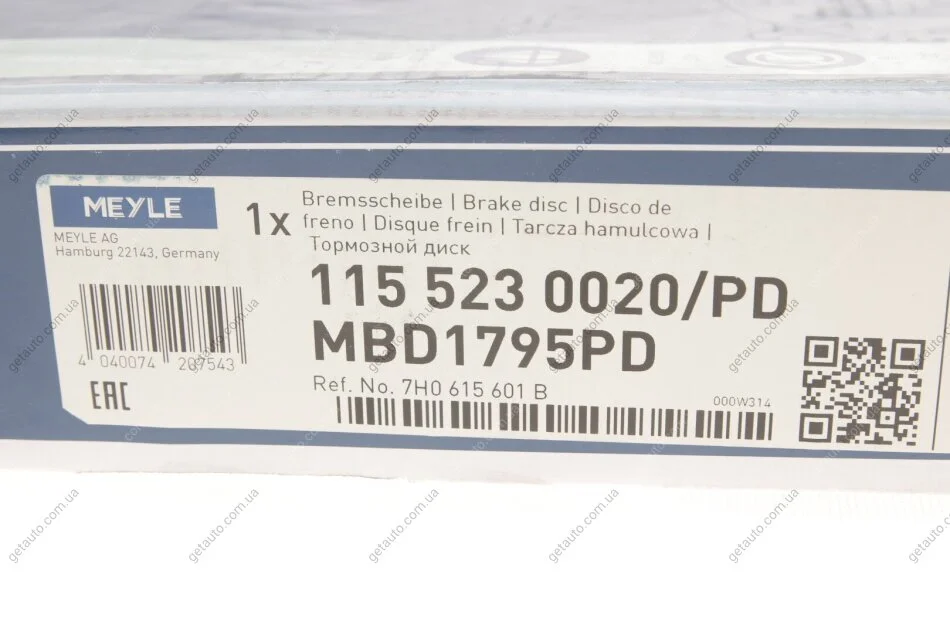 MEYLE
MEYLE AG
Hamburg 22143, Germany
1x
Bremsscheibe | Brake disc | Disco de
freno | Disque frein | Tarcza hamulcowa |
Тормозной диск
115 523 0020/PD
MBD1795PD
4 040074 207543
EAC
Ref. No. 7H0 615 601 B
000W314
getauto.com.ua